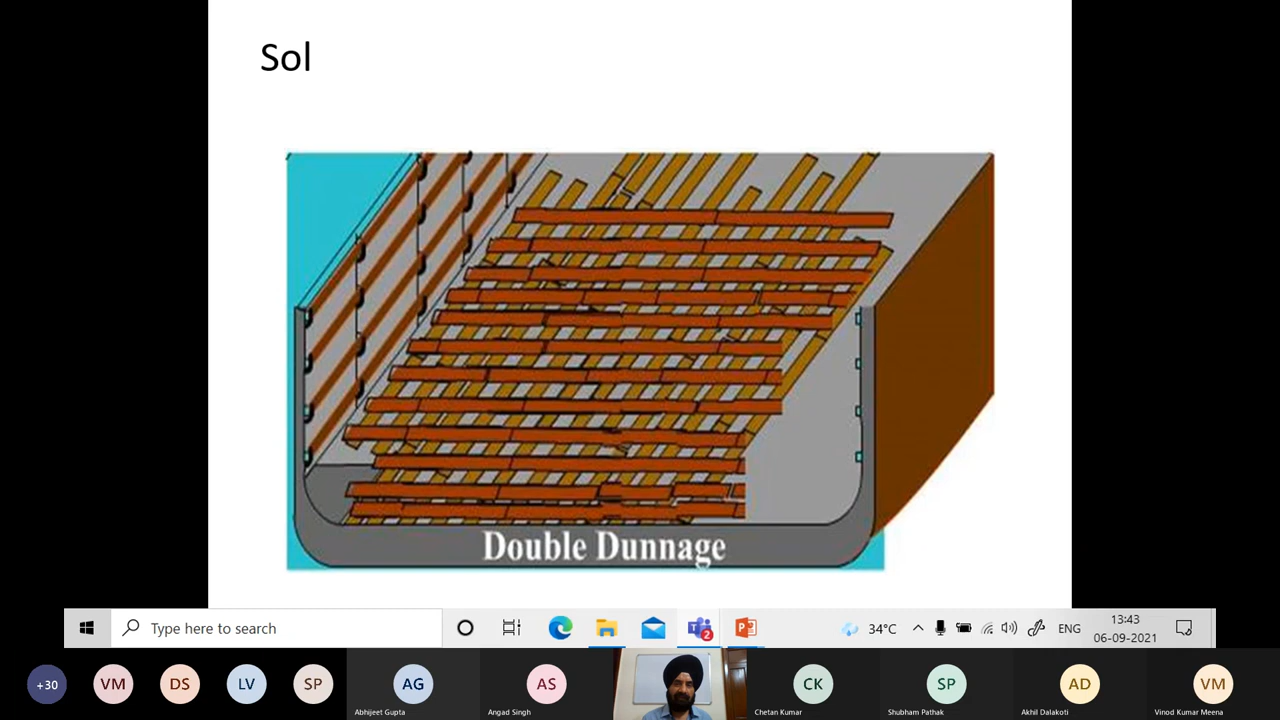 Sol
Double Dunnage
Type here to search
2
34°C
ENG
13:43
06-09-2021
+30
VM
DS
LV
SP
AG
AS
CK
SP
AD
VM
Abhijeet Gupta
Angad Singh
Chetan Kumar
Shubham Pathak
Akhil Dalakoti
Vinod Kumar Meena